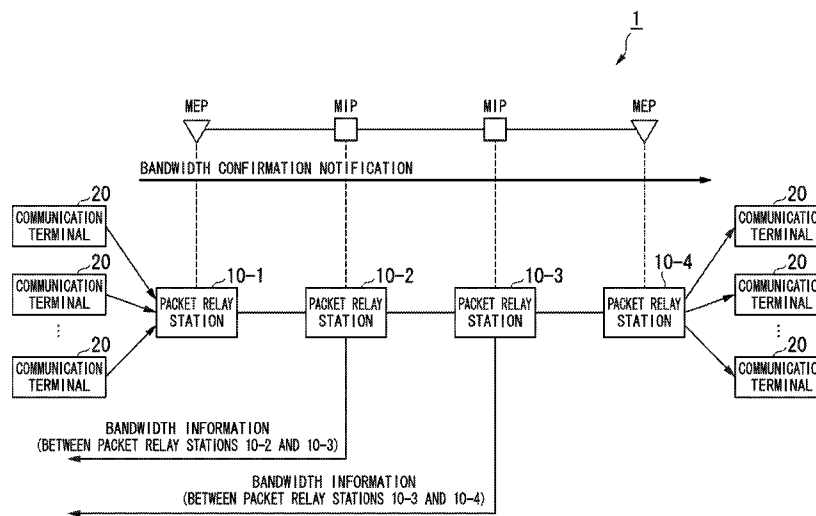 1
MEP MIP MIP MEP
BANDWIDTH CONFIRMATION NOTIFICATION
20
COMMUNICATION
TERMINAL
20
COMMUNICATION
TERMINAL
⋮
20
COMMUNICATION
TERMINAL
10-1
PACKET RELAY
STATION
10-2
PACKET RELAY
STATION
10-3
PACKET RELAY
STATION
10-4
PACKET RELAY
STATION
20
COMMUNICATION
TERMINAL
20
COMMUNICATION
TERMINAL
⋮
20
COMMUNICATION
TERMINAL
BANDWIDTH INFORMATION
(BETWEEN PACKET RELAY STATIONS 10-2 AND 10-3)
BANDWIDTH INFORMATION
(BETWEEN PACKET RELAY STATIONS 10-3 AND 10-4)